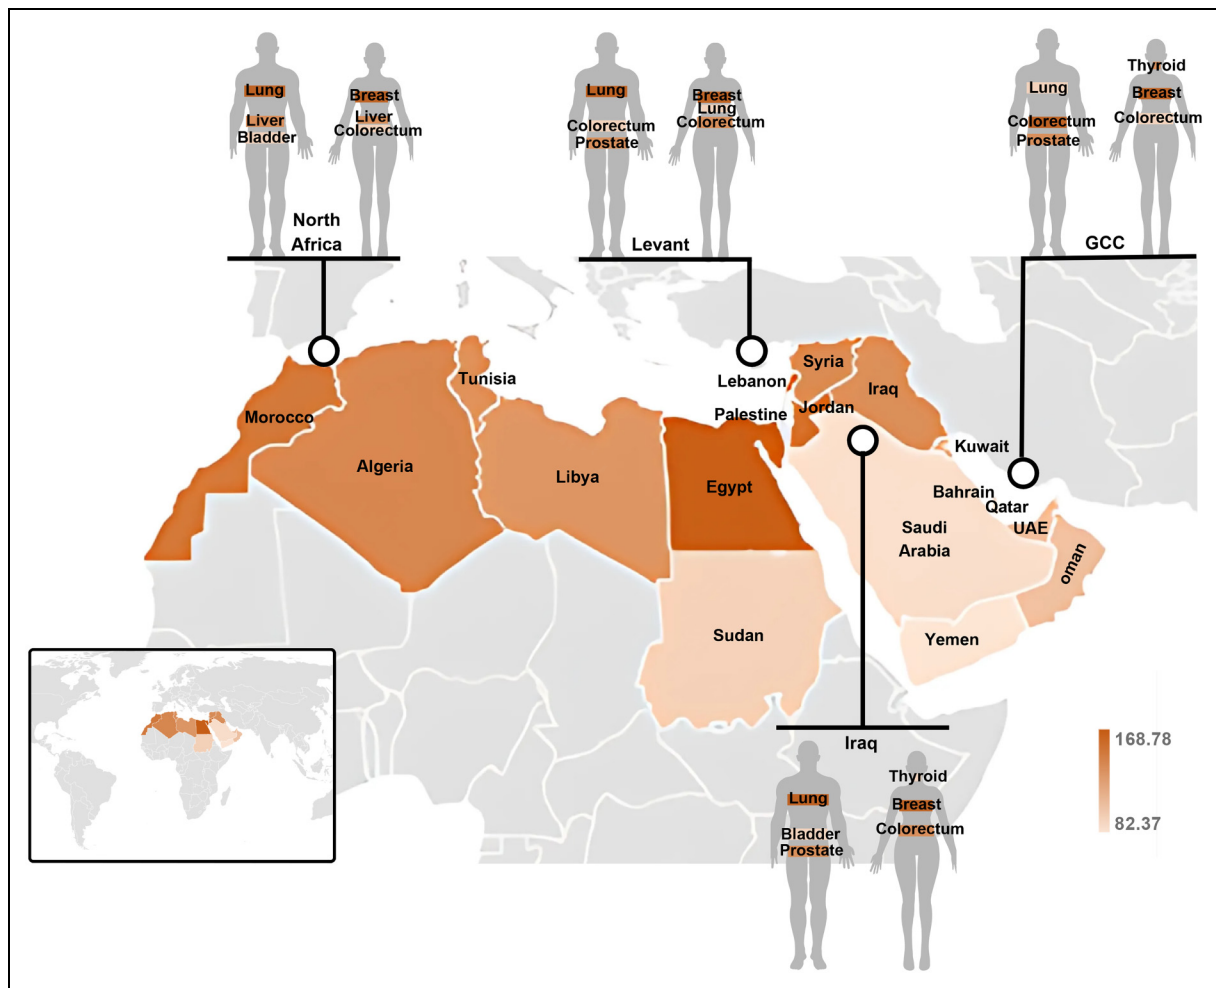 Lung
Liver
Bladder
Breast
Liver
Colorectum
North
Africa
Lung
Colorectum
Prostate
Breast
Lung
Colorectum
Levant
Lung
Colorectum
Prostate
Thyroid
Breast
Colorectum
GCC
Morocco
Algeria
Tunisia
Libya
Egypt
Sudan
Lebanon
Palestine
Syria
Jordan
Iraq
Kuwait
Bahrain
Qatar
UAE
Saudi
Arabia
oman
Yemen
Iraq
Lung
Bladder
Prostate
Thyroid
Breast
Colorectum
168.78
82.37